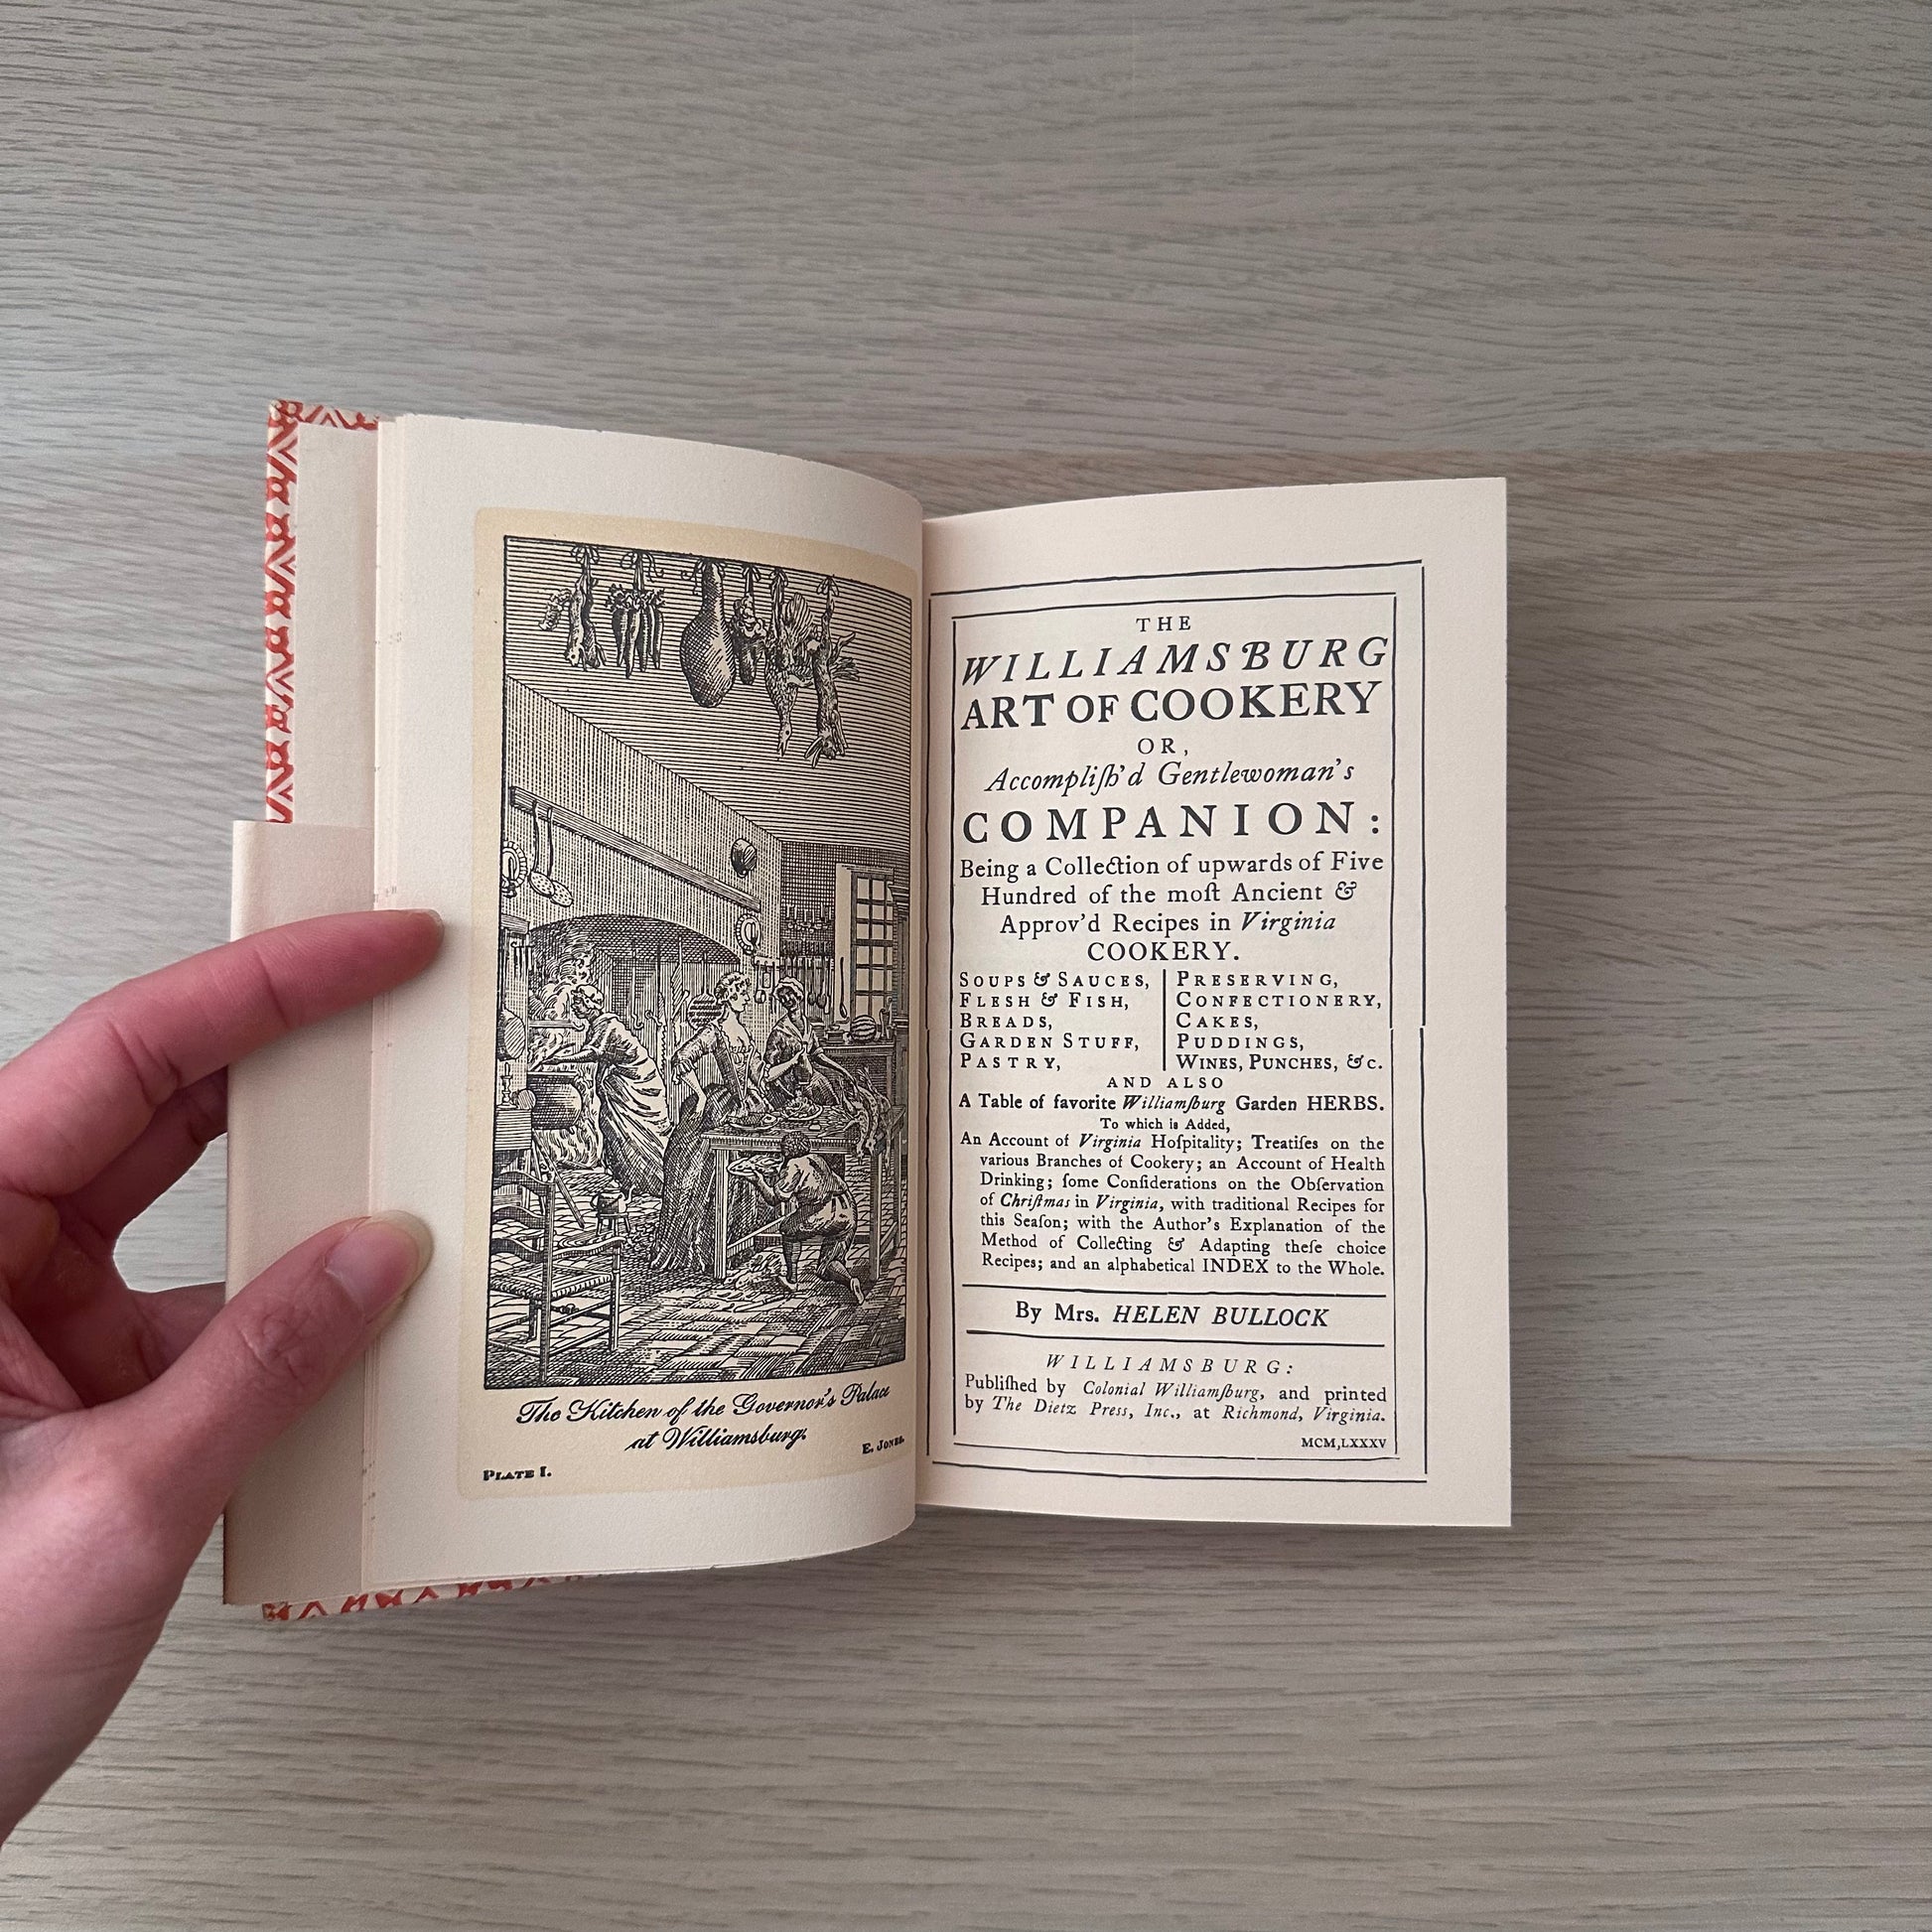 The Kitchen of the Governor's Palace
at Williamsburg.
E. Jones.
PLATE I.
THE
WILLIAMSBURG
ART OF COOKERY
OR,
Accompliſh'd Gentlewoman's
COMPANION:
Being a Collection of upwards of Five
Hundred of the moſt Ancient &
Approv'd Recipes in Virginia
COOKERY.
SOUPS & SAUCES,
FLESH & FISH,
BREADS,
GARDEN STUFF,
PASTRY,
PRESERVING,
CONFECTIONERY,
CAKES,
PUDDINGS,
WINES, PUNCHES, &c.
AND ALSO
A Table of favorite Williamſburg Garden HERBS.
To which is Added,
An Account of Virginia Hoſpitality; Treatiſes on the
various Branches of Cookery; an Account of Health
Drinking; ſome Conſiderations on the Obſervation
of Chriſtmas in Virginia, with traditional Recipes for
this Seaſon; with the Author's Explanation of the
Method of Collecting & Adapting theſe choice
Recipes; and an alphabetical INDEX to the Whole.
By Mrs. HELEN BULLOCK
WILLIAMSBURG:
Publiſhed by Colonial Williamſburg, and printed
by The Dietz Press, Inc., at Richmond, Virginia.
MCM,LXXXV